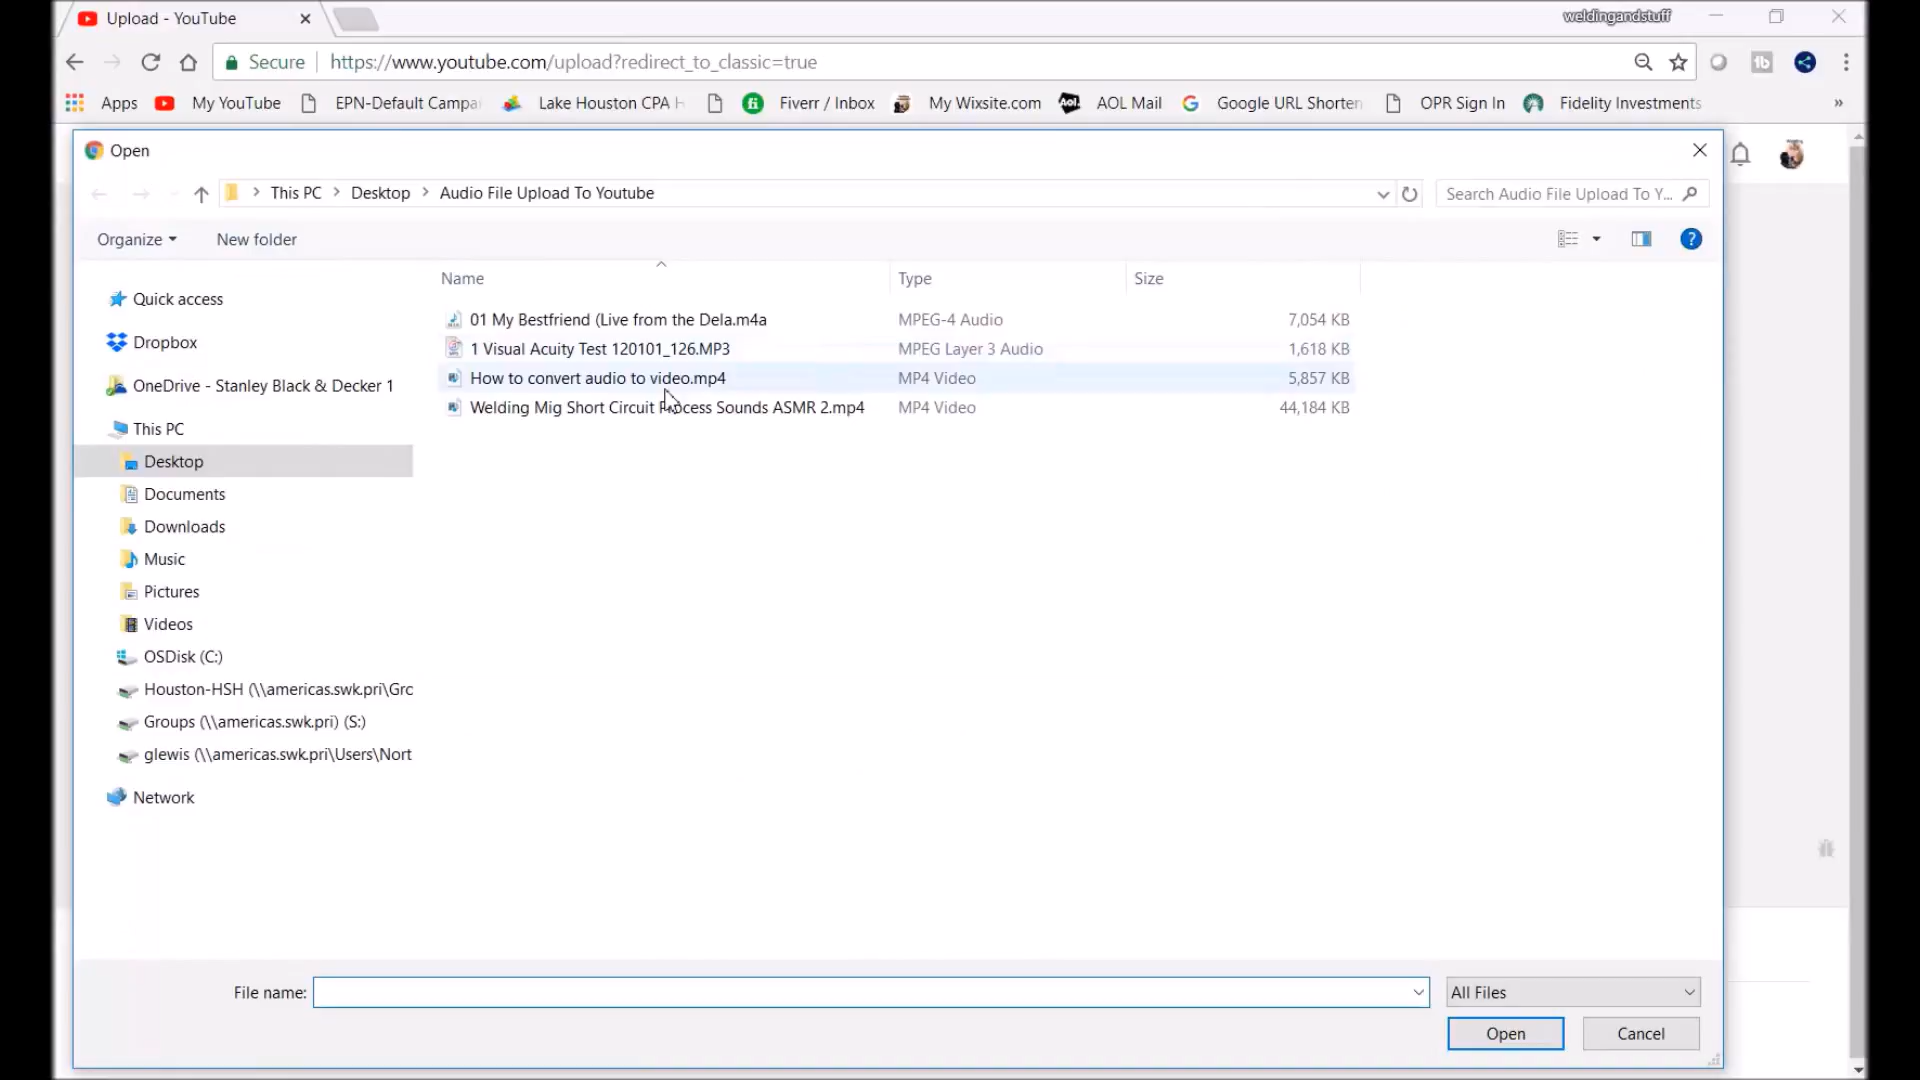 Upload - YouTube
weldingandstuff
Secure https://www.youtube.com/upload?redirect_to_classic=true
Apps My YouTube EPN-Default Campa Lake Houston CPA H Fiverr / Inbox My Wixsite.com Aol. AOL Mail Google URL Shorten OPR Sign In Fidelity Investments »
Open
This PC Desktop Audio File Upload To Youtube Search Audio File Upload To Y...
Organize New folder
Name Type Size
01 My Bestfriend (Live from the Dela.m4a MPEG-4 Audio 7,054 KB
1 Visual Acuity Test 120101_126.MP3 MPEG Layer 3 Audio 1,618 KB
How to convert audio to video.mp4 MP4 Video 5,857 KB
Welding Mig Short Circuit Process Sounds ASMR 2.mp4 MP4 Video 44,184 KB
Quick access
Dropbox
OneDrive - Stanley Black & Decker 1
This PC
Desktop
Documents
Downloads
Music
Pictures
Videos
OSDisk (C:)
Houston-HSH (\\americas.swk.pri\Grc
Groups (\\americas.swk.pri) (S:)
glewis (\\americas.swk.pri\Users\Nort
Network
File name: All Files
Open Cancel